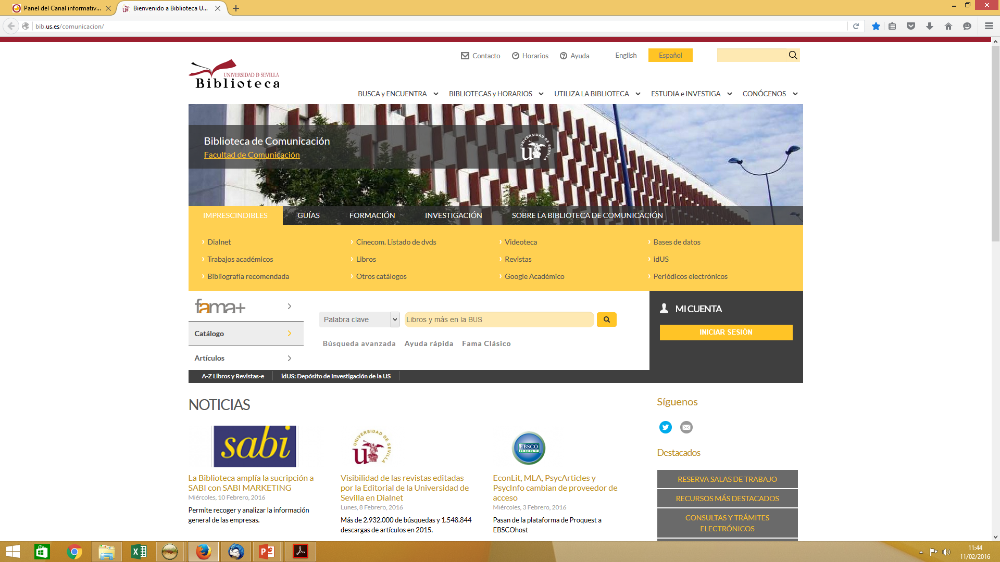 Panel del Canal informativ...
Bienvenido a Biblioteca U...
bib.us.es/comunicacion/
Contacto
Horarios
Ayuda
English
Español
UNIVERSIDAD D SEVILLA
Biblioteca
BUSCA y ENCUENTRA
BIBLIOTECAS y HORARIOS
UTILIZA LA BIBLIOTECA
ESTUDIA e INVESTIGA
CONÓCENOS
Biblioteca de Comunicación
Facultad de Comunicación
UNIVERSIDAD DE SEVILLA
IMPRESCINDIBLES
GUÍAS
FORMACIÓN
INVESTIGACIÓN
SOBRE LA BIBLIOTECA DE COMUNICACIÓN
Dialnet
Cinecom. Listado de dvds
Videoteca
Bases de datos
Trabajos académicos
Libros
Revistas
idUS
Bibliografía recomendada
Otros catálogos
Google Académico
Periódicos electrónicos
fama+
Catálogo
Artículos
Palabra clave
Libros y más en la BUS
Búsqueda avanzada
Ayuda rápida
Fama Clásico
MI CUENTA
INICIAR SESIÓN
A-Z Libros y Revistas-e
idUS: Depósito de Investigación de la US
NOTICIAS
sabi
La Biblioteca amplía la sucripción a
SABI con SABI MARKETING
Miércoles, 10 Febrero, 2016
Permite recoger y analizar la información
general de las empresas.
UNIVERSIDAD DE SEVILLA
Visibilidad de las revistas editadas
por la Editorial de la Universidad de
Sevilla en Dialnet
Lunes, 8 Febrero, 2016
Más de 2.932.000 de búsquedas y 1.548.844
descargas de artículos en 2015.
EBSCO
HOST
EconLit, MLA, PsycArticles y
PsycInfo cambian de proveedor de
acceso
Miércoles, 3 Febrero, 2016
Pasan de la plataforma de Proquest a
EBSCOhost
Síguenos
Destacados
RESERVA SALAS DE TRABAJO
RECURSOS MÁS DESTACADOS
CONSULTAS Y TRÁMITES
ELECTRÓNICOS
11:44
11/02/2016